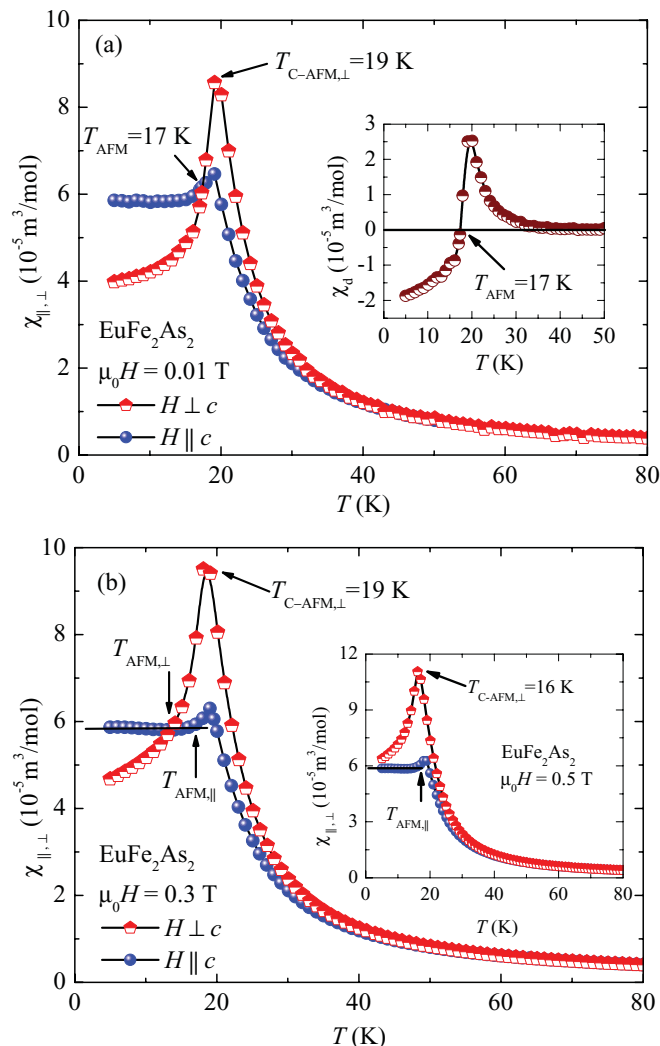 (a)
T_C–AFM,⊥=19 K
T_AFM=17 K
χ_∥,⊥ (10⁻⁵ m³/mol)
10
8
6
4
2
0
EuFe₂As₂
μ₀H = 0.01 T
H ⊥ c
H ∥ c
0 20 40 60 80
T (K)
χ_d (10⁻⁵ m³/mol)
3
2
1
0
-1
-2
T_AFM=17 K
0 10 20 30 40 50
T (K)
(b)
T_C–AFM,⊥=19 K
T_AFM,⊥
T_AFM,∥
χ_∥,⊥ (10⁻⁵ m³/mol)
10
8
6
4
2
0
EuFe₂As₂
μ₀H = 0.3 T
H ⊥ c
H ∥ c
0 20 40 60 80
T (K)
χ_∥,⊥ (10⁻⁵ m³/mol)
12
9
6
3
0
T_C-AFM,⊥=16 K
EuFe₂As₂
μ₀H = 0.5 T
T_AFM,∥
0 20 40 60 80
T (K)